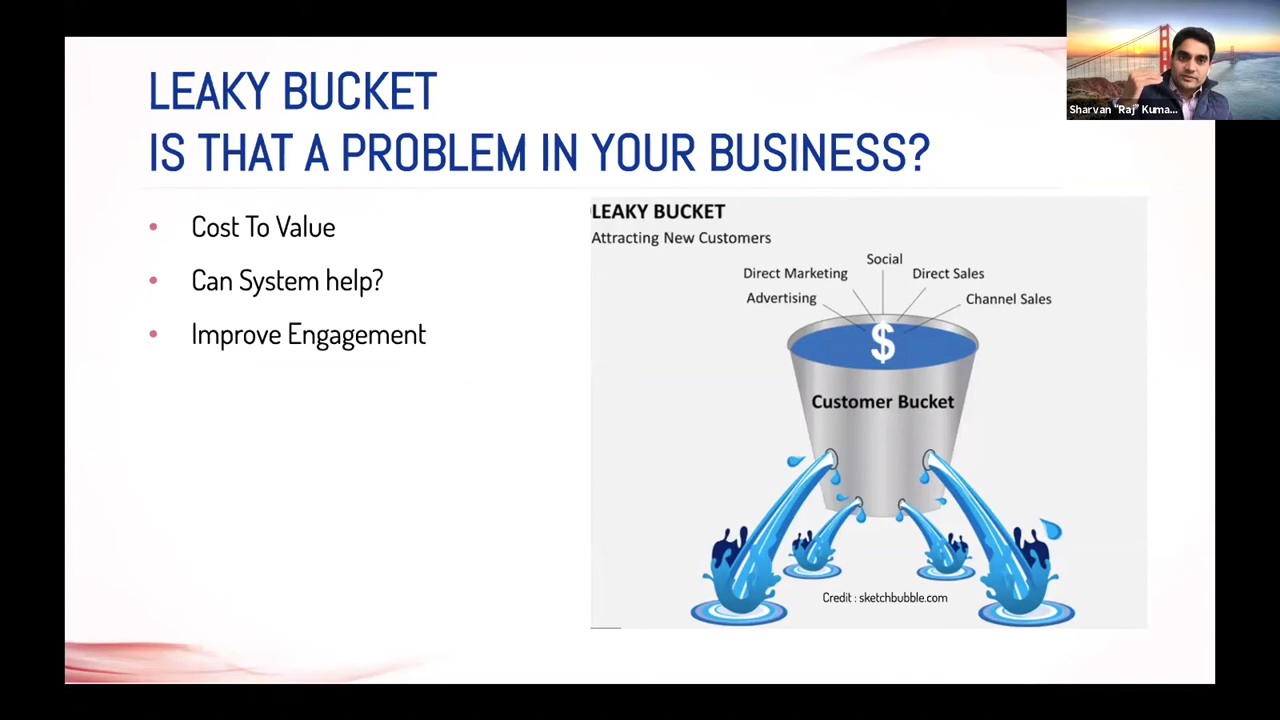 LEAKY BUCKET
IS THAT A PROBLEM IN YOUR BUSINESS?
• Cost To Value
• Can System help?
• Improve Engagement
LEAKY BUCKET
Attracting New Customers
Social
Direct Marketing
Direct Sales
Advertising
Channel Sales
$
Customer Bucket
Credit : sketchbubble.com
Sharvan "Raj" Kuma...